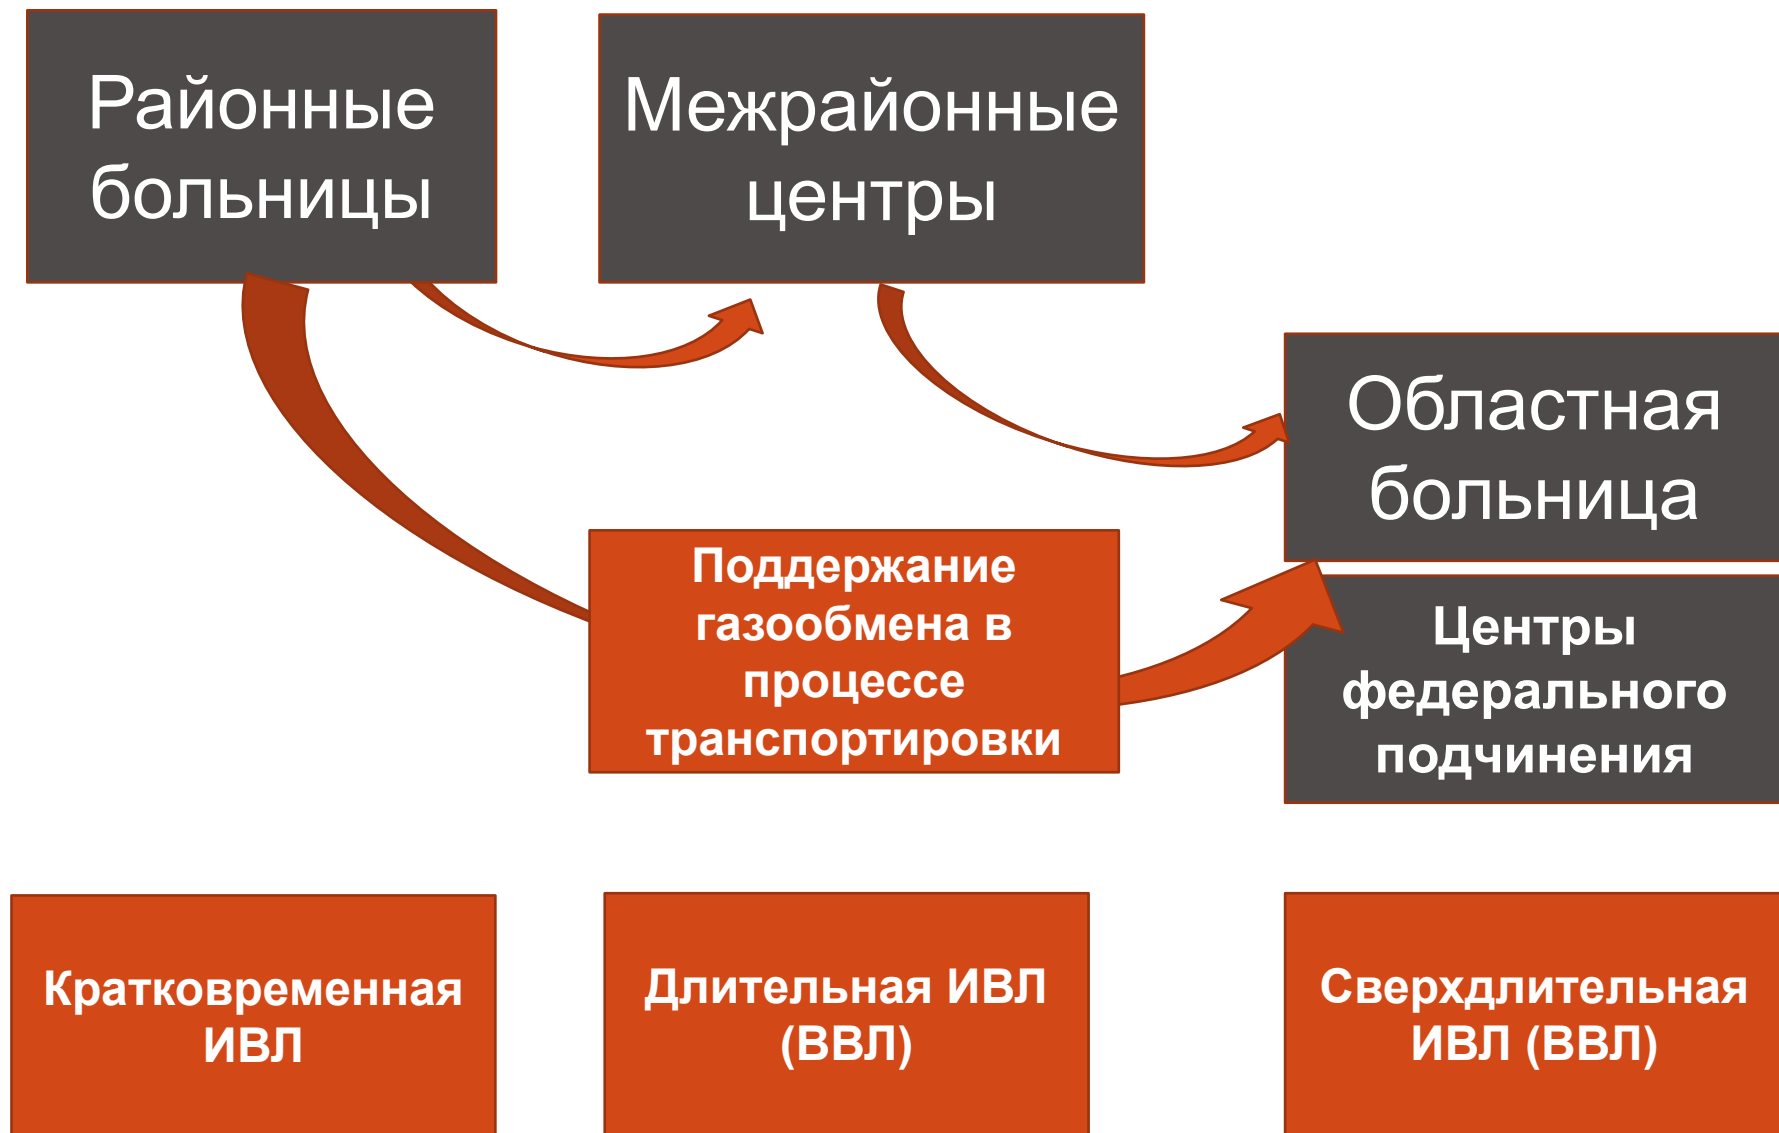 Районные
больницы
Межрайонные
центры
Областная
больница
Поддержание
газообмена в
процессе
транспортировки
Центры
федерального
подчинения
Кратковременная
ИВЛ
Длительная ИВЛ
(ВВЛ)
Сверхдлительная
ИВЛ (ВВЛ)